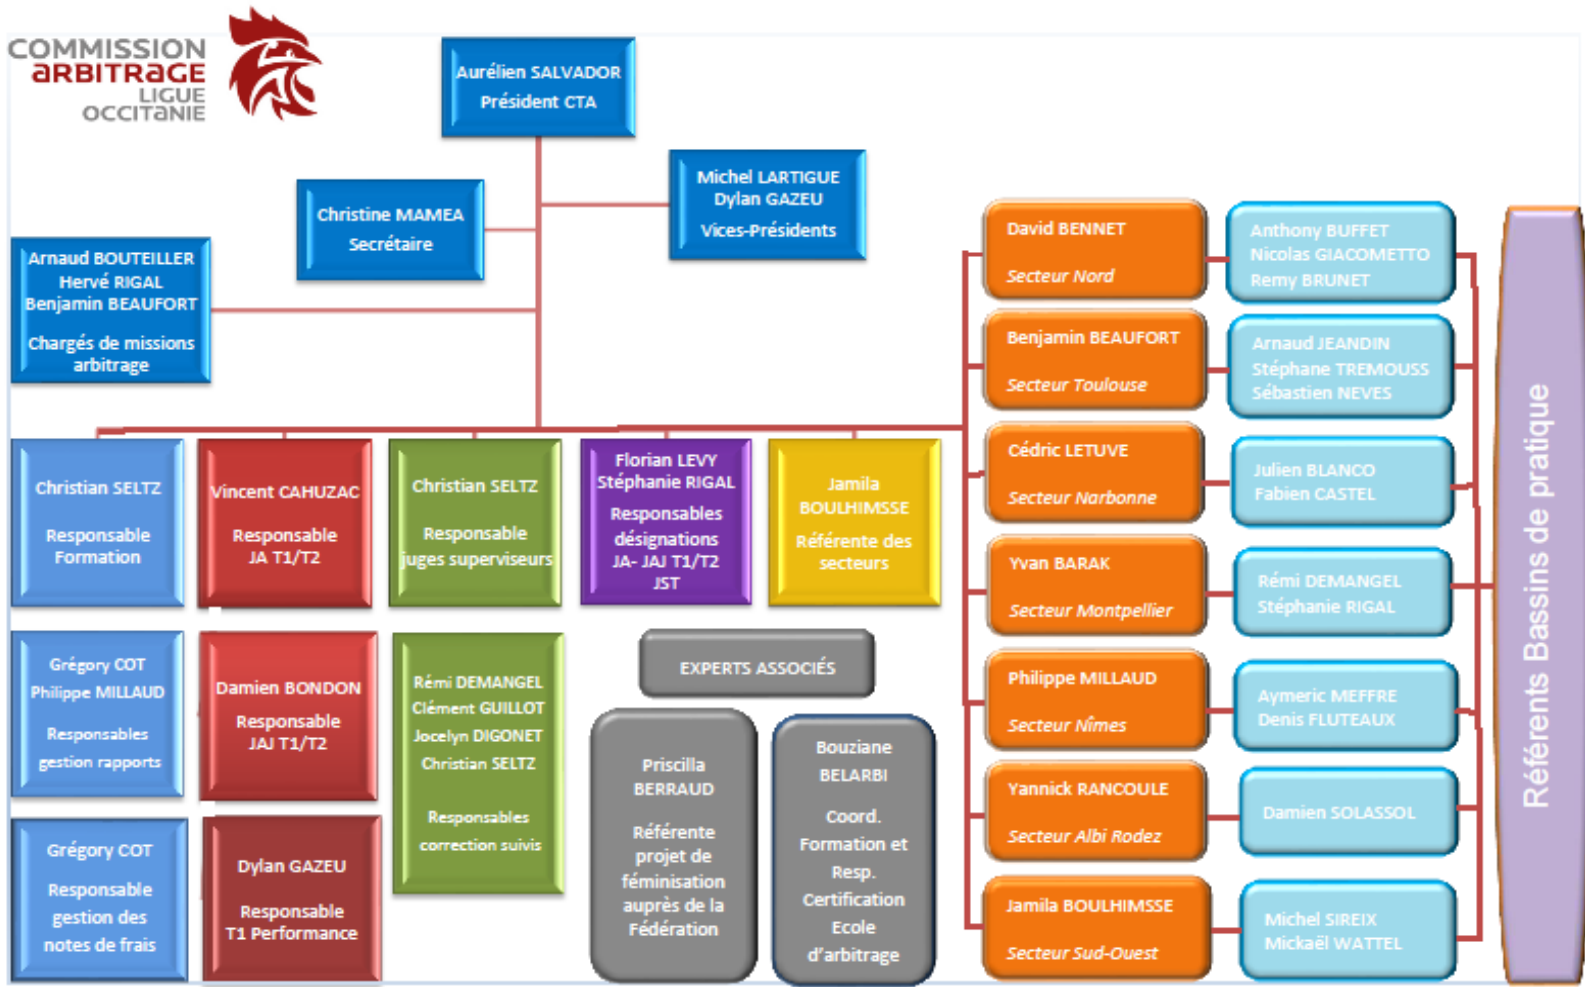 COMMISSION
ARBITRAGE
LIGUE
OCCITANIE
Aurélien SALVADOR
Président CTA
Michel LARTIGUE
Dylan GAZEU
Vices-Présidents
Christine MAMEA
Secrétaire
Arnaud BOUTEILLER
Hervé RIGAL
Benjamin BEAUFORT
Chargés de missions
arbitrage
Christian SELTZ
Responsable
Formation
Vincent CAHUZAC
Responsable
JA T1/T2
Christian SELTZ
Responsable
juges superviseurs
Florian LEVY
Stéphanie RIGAL
Responsables
désignations
JA- JAJ T1/T2
JST
Jamila
BOULHIMSSE
Référente des
secteurs
Grégory COT
Philippe MILLAUD
Responsables
gestion rapports
Damien BONDON
Responsable
JAJ T1/T2
Rémi DEMANGEL
Clément GUILLOT
Jocelyn DIGONET
Christian SELTZ
Responsables
correction suivis
Grégory COT
Responsable
gestion des
notes de frais
Dylan GAZEU
Responsable
T1 Performance
EXPERTS ASSOCIÉS
Priscilla
BERRAUD
Référente
projet de
féminisation
auprès de la
Fédération
Bouziane
BELARBI
Coord.
Formation et
Resp.
Certification
Ecole
d'arbitrage
David BENNET
Secteur Nord
Anthony BUFFET
Nicolas GIACOMETTO
Remy BRUNET
Benjamin BEAUFORT
Secteur Toulouse
Arnaud JEANDIN
Stéphane TREMOUSS
Sébastien NEVES
Cédric LETUVE
Secteur Narbonne
Julien BLANCO
Fabien CASTEL
Yvan BARAK
Secteur Montpellier
Rémi DEMANGEL
Stéphanie RIGAL
Philippe MILLAUD
Secteur Nîmes
Aymeric MEFFRE
Denis FLUTEAUX
Yannick RANCOULE
Secteur Albi Rodez
Damien SOLASSOL
Jamila BOULHIMSSE
Secteur Sud-Ouest
Michel SIREIX
Mickaël WATTEL
Référents Bassins de pratique